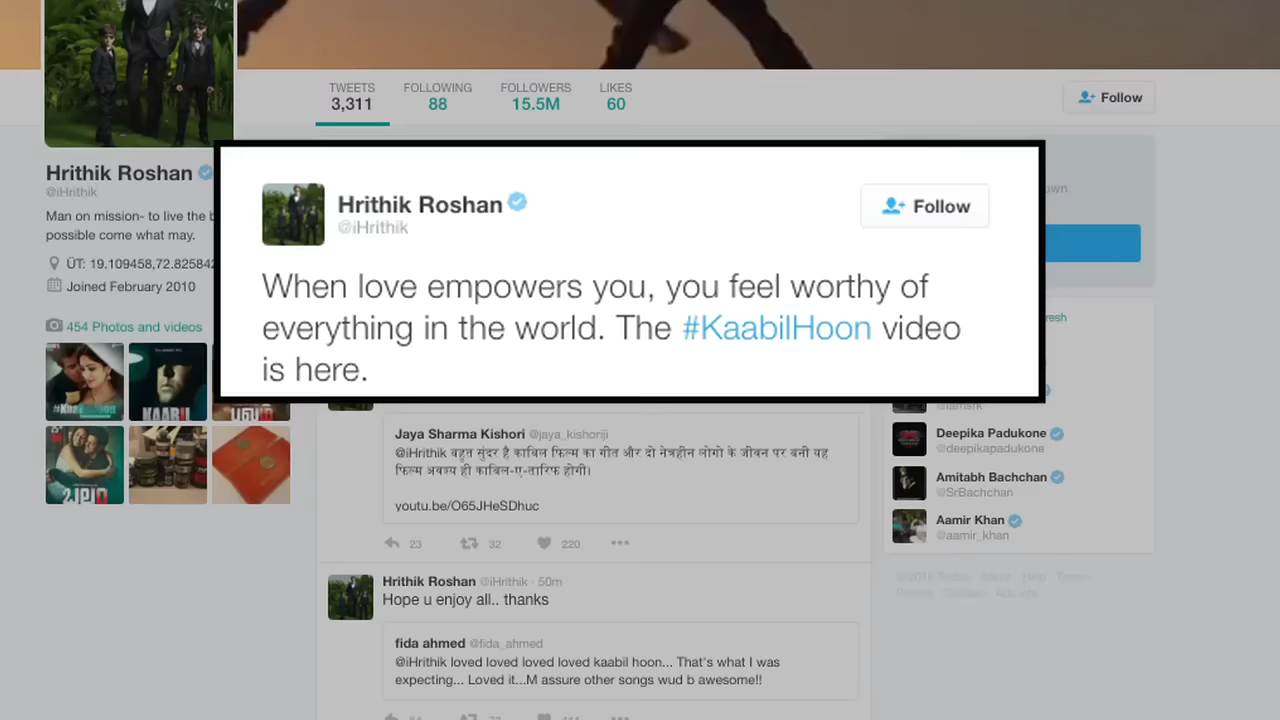 TWEETS
3,311
FOLLOWING
88
FOLLOWERS
15.5M
LIKES
60
Follow
Hrithik Roshan
@iHrithik
Man on mission- to live the
possible come what may.
ÜT: 19.109458,72.82584
Joined February 2010
454 Photos and videos
Hrithik Roshan
@iHrithik
Follow
When love empowers you, you feel worthy of
everything in the world. The #KaabilHoon video
is here.
Jaya Sharma Kishori @jaya_kishoriji
@iHrithik बहुत सुंदर है काबिल फिल्म का गीत और दो नेत्रहीन लोगो के जीवन पर बनी यह
फिल्म अवश्य ही काबिल-ए-तारिफ होगी।
youtu.be/O65JHeSDhuc
23
32
220
Hrithik Roshan @iHrithik · 50m
Hope u enjoy all.. thanks
fida ahmed @fida_ahmed
@iHrithik loved loved loved loved kaabil hoon... That's what I was
expecting... Loved it...M assure other songs wud b awesome!!
Deepika Padukone
@deepikapadukone
Amitabh Bachchan
@SrBachchan
Aamir Khan
@aamir_khan